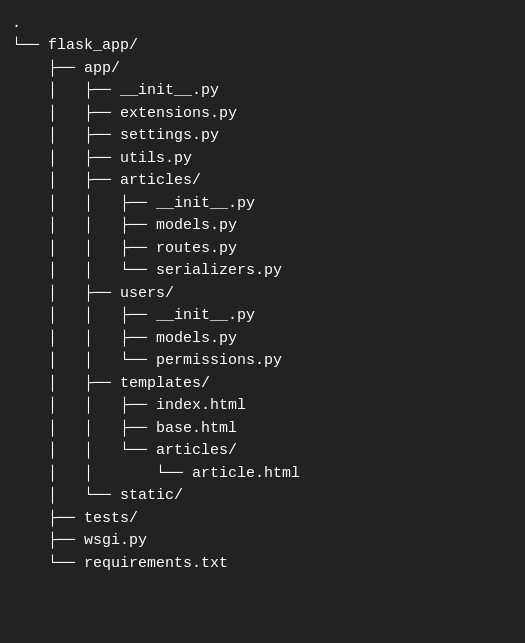 .
└── flask_app/
    ├── app/
    │   ├── __init__.py
    │   ├── extensions.py
    │   ├── settings.py
    │   ├── utils.py
    │   ├── articles/
    │   │   ├── __init__.py
    │   │   ├── models.py
    │   │   ├── routes.py
    │   │   └── serializers.py
    │   ├── users/
    │   │   ├── __init__.py
    │   │   ├── models.py
    │   │   └── permissions.py
    │   ├── templates/
    │   │   ├── index.html
    │   │   ├── base.html
    │   │   └── articles/
    │   │       └── article.html
    │   └── static/
    ├── tests/
    ├── wsgi.py
    └── requirements.txt